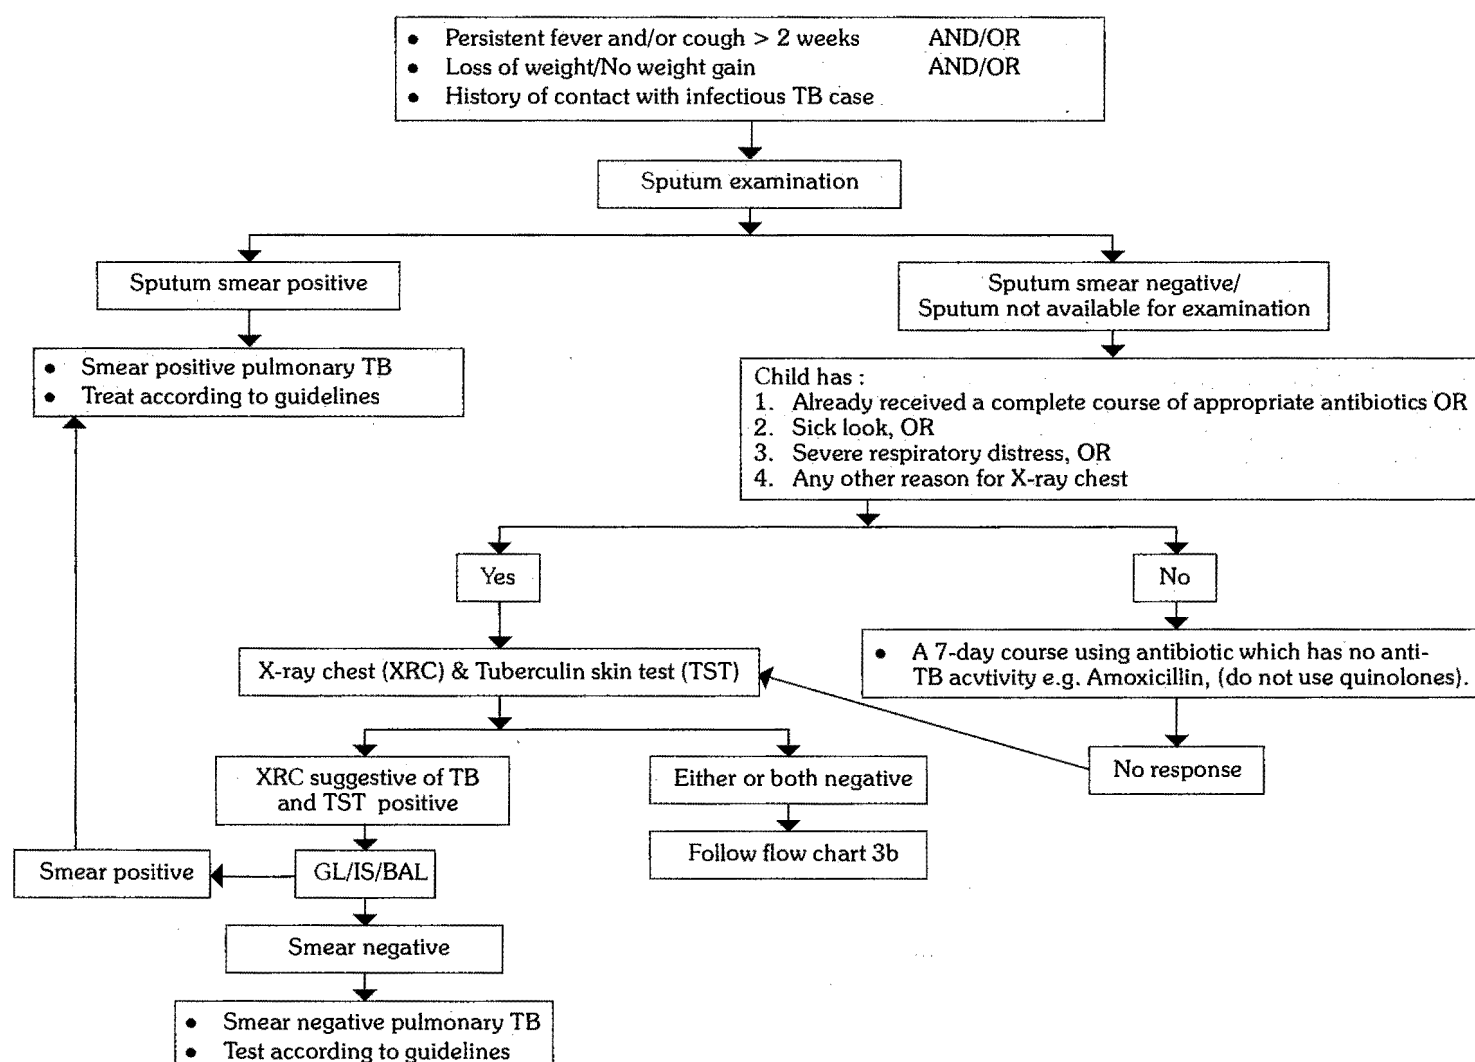 • Persistent fever and/or cough > 2 weeks AND/OR
• Loss of weight/No weight gain AND/OR
• History of contact with infectious TB case
Sputum examination
Sputum smear positive
Sputum smear negative/
Sputum not available for examination
• Smear positive pulmonary TB
• Treat according to guidelines
Child has :
1. Already received a complete course of appropriate antibiotics OR
2. Sick look, OR
3. Severe respiratory distress, OR
4. Any other reason for X-ray chest
Yes
No
X-ray chest (XRC) & Tuberculin skin test (TST)
• A 7-day course using antibiotic which has no anti-
TB acvtivity e.g. Amoxicillin, (do not use quinolones).
No response
XRC suggestive of TB
and TST positive
Either or both negative
Follow flow chart 3b
Smear positive
GL/IS/BAL
Smear negative
• Smear negative pulmonary TB
• Test according to guidelines